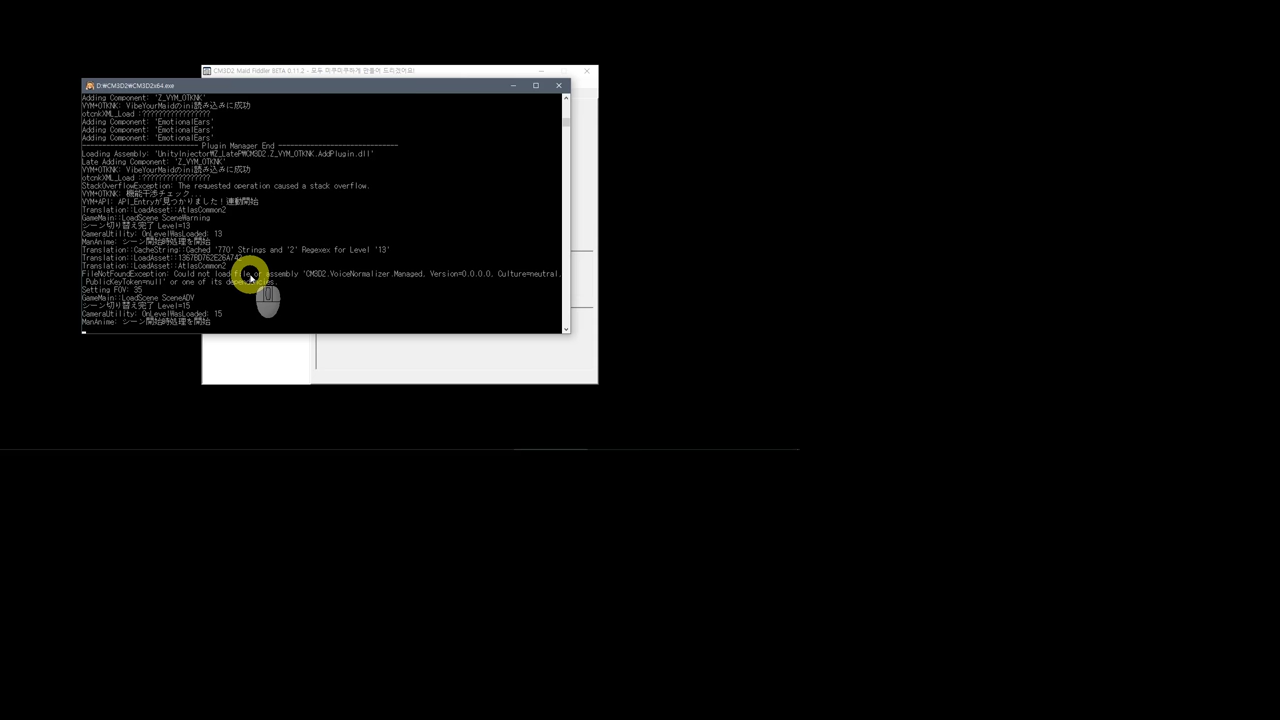 CM3D2 Maid Fiddler BETA 0.11.2 - 모두 미쿠미쿠하게 만들어 드리겠어요!
D:₩CM3D2₩CM3D2x64.exe
Adding Component: 'Z_VYM_OTKNK'
VYM+OTKNK: VibeYourMaidのini読み込みに成功
otcnkXML_Load :?????????????????
Adding Component: 'EmotionalEars'
Adding Component: 'EmotionalEars'
Adding Component: 'EmotionalEars'
----------------------------- Plugin Manager End ------------------------------
Loading Assembly: 'UnityInjector₩Z_LateP₩CM3D2.Z_VYM_OTKNK.AddPlugin.dll'
Late Adding Component: 'Z_VYM_OTKNK'
VYM+OTKNK: VibeYourMaidのini読み込みに成功
otcnkXML_Load :?????????????????
StackOverflowException: The requested operation caused a stack overflow.
VYM+OTKNK: 機能干渉チェック...
VYM+API: API_Entryが見つかりました！連動開始
Translation::LoadAsset::AtlasCommon2
GameMain::LoadScene SceneWarning
シーン切り替え完了 Level=13
CameraUtility: OnLevelWasLoaded: 13
ManAnime: シーン開始時処理を開始
Translation::CacheString::Cached '770' Strings and '2' Regexex for Level '13'
Translation::LoadAsset::1367BD762E26A742
Translation::LoadAsset::AtlasCommon2
FileNotFoundException: Could not load file or assembly 'CM3D2.VoiceNormalizer.Managed, Version=0.0.0.0, Culture=neutral,
PublicKeyToken=null' or one of its dependencies.
Setting FOV: 35
GameMain::LoadScene SceneADV
シーン切り替え完了 Level=15
CameraUtility: OnLevelWasLoaded: 15
ManAnime: シーン開始時処理を開始